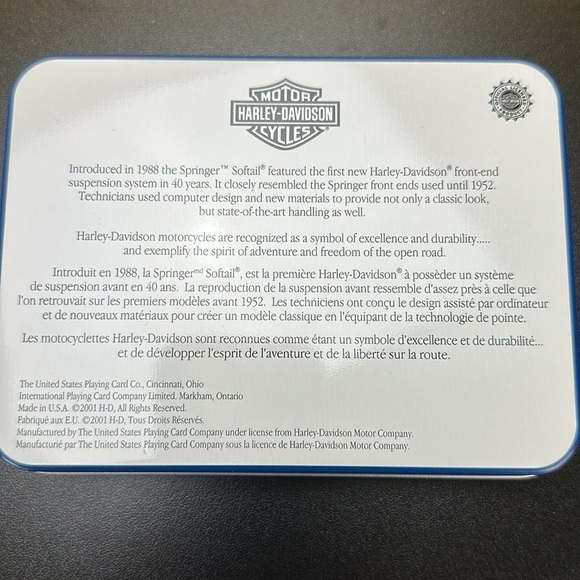 MOTOR
HARLEY-DAVIDSON
CYCLES
Introduced in 1988 the Springer™ Softail® featured the first new Harley-Davidson® front-end
suspension system in 40 years. It closely resembled the Springer front ends used until 1952.
Technicians used computer design and new materials to provide not only a classic look,
but state-of-the-art handling as well.
Harley-Davidson motorcycles are recognized as a symbol of excellence and durability.....
and exemplify the spirit of adventure and freedom of the open road.
Introduit en 1988, la Springerᵐᵈ Softail®, est la première Harley-Davidson® à possèder un système
de suspension avant en 40 ans. La reproduction de la suspension avant ressemble d'assez près à celle que
l'on retrouvait sur les premiers modèles avant 1952. Les techniciens ont conçu le design assisté par ordinateur
et de nouveaux matériaux pour créer un modèle classique en l'équipant de la technologie de pointe.
Les motocyclettes Harley-Davidson sont reconnues comme étant un symbole d'excellence et de durabilité...
et de développer l'esprit de l'aventure et de la liberté sur la route.
The United States Playing Card Co., Cincinnati, Ohio
International Playing Card Company Limited. Markham, Ontario
Made in U.S.A. ©2001 H-D, All Rights Reserved.
Fabriqué aux E.U. ©2001 H-D, Tous Droits Réservés.
Manufactured by The United States Playing Card Company under license from Harley-Davidson Motor Company.
Manufacturié par The United States Playing Card Company sous la licence de Harley-Davidson Motor Company.